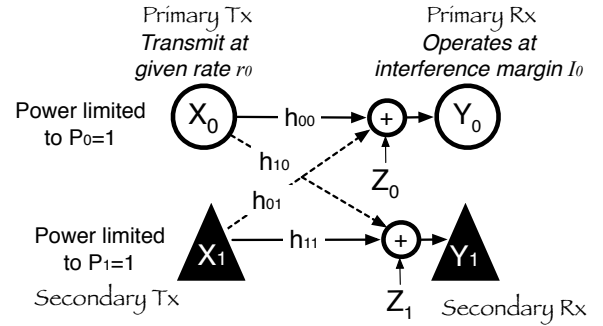 Primary Tx
Primary Rx
Transmit at
given rate r0
Operates at
interference margin I0
Power limited
to P0=1
X0
h00
+
Y0
h10
Z0
h01
Power limited
to P1=1
X1
h11
+
Y1
Z1
Secondary Tx
Secondary Rx